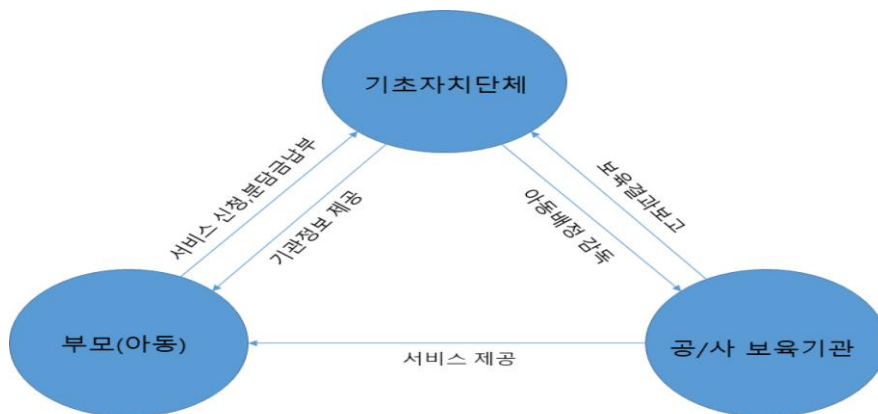 기초자치단체
서비스 신청,분담금납부
기관정보 제공
아동배정 감독
보육결과보고
부모(아동)
공/사 보육기관
서비스 제공